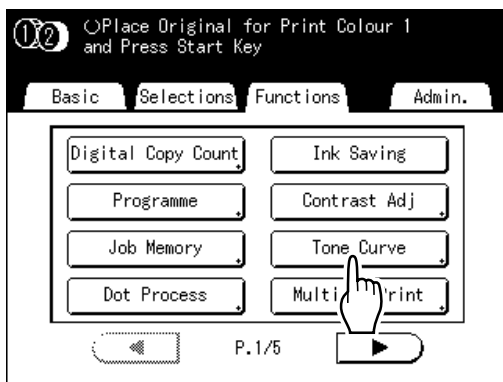 ①② Place Original for Print Colour 1
and Press Start Key
Basic Selections Functions Admin.
Digital Copy Count Ink Saving
Programme Contrast Adj
Job Memory Tone Curve
Dot Process Multi rint
P.1/5